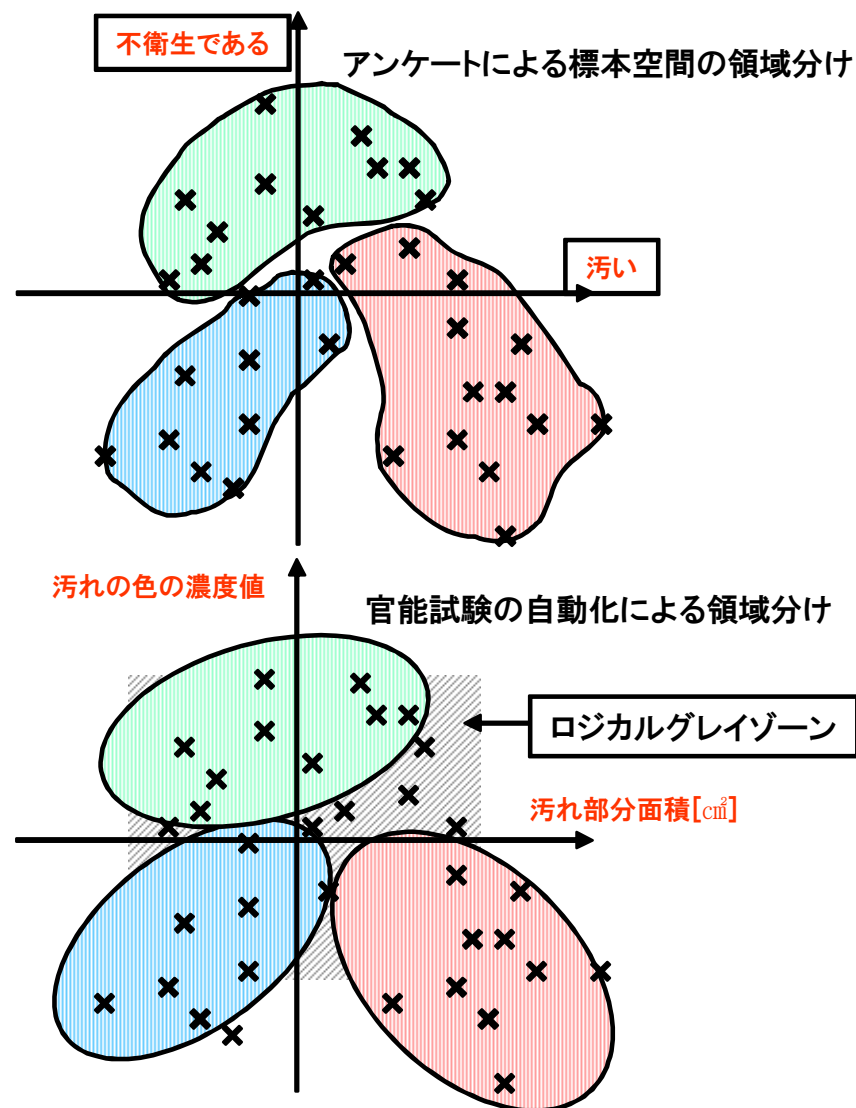 不衛生である
アンケートによる標本空間の領域分け
汚い
汚れの色の濃度値
官能試験の自動化による領域分け
ロジカルグレイゾーン
汚れ部分面積[㎠]